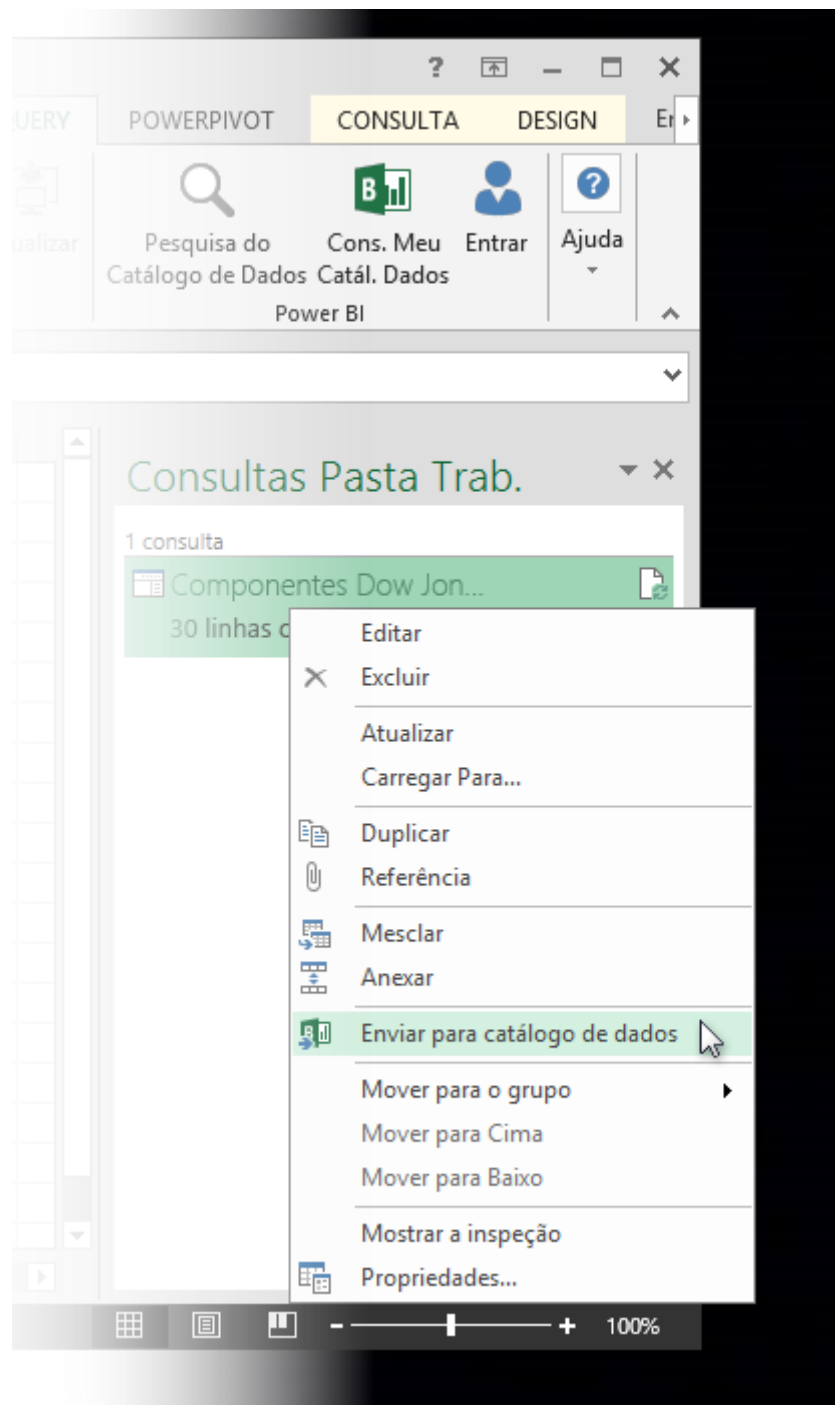 ?
QUERY POWERPIVOT CONSULTA DESIGN
Pesquisa do
Catálogo de Dados
Cons. Meu
Catál. Dados
Entrar
Ajuda
Power BI
Consultas Pasta Trab.
1 consulta
Componentes Dow Jon...
30 linhas c
Editar
Excluir
Atualizar
Carregar Para...
Duplicar
Referência
Mesclar
Anexar
Enviar para catálogo de dados
Mover para o grupo
Mover para Cima
Mover para Baixo
Mostrar a inspeção
Propriedades...
100%